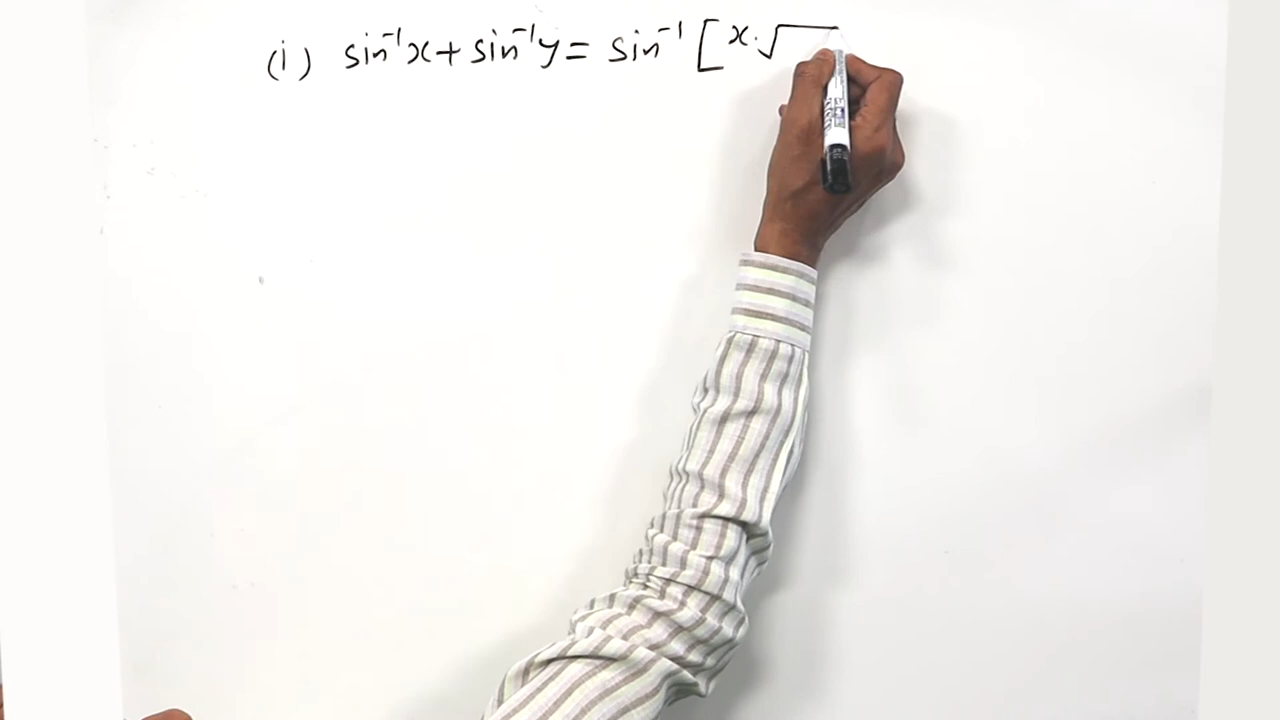 (i) sin⁻¹x + sin⁻¹y = sin⁻¹ [x.√